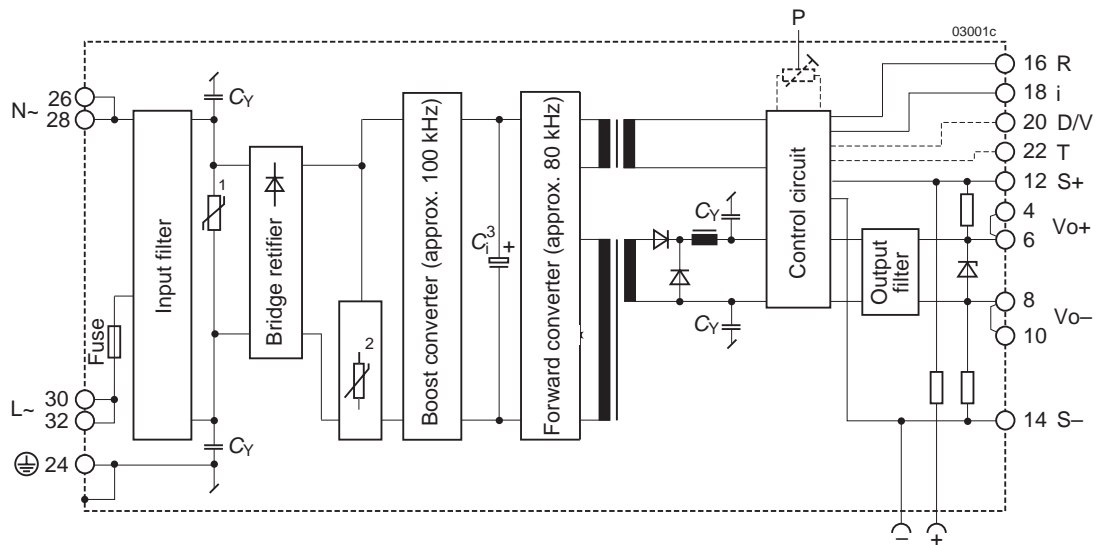 P
03001c
16 R
18 i
20 D/V
22 T
12 S+
4
Vo+
6
8
Vo–
10
14 S–
N~
26
28
Fuse
L~
30
32
24
Input filter
CY
1
CY
Bridge retifier
2
Boost converter (approx. 100 kHz)
Ci3
+
Forward converter (approx. 80 kHz)
CY
CY
Control circuit
Output
filter
– +